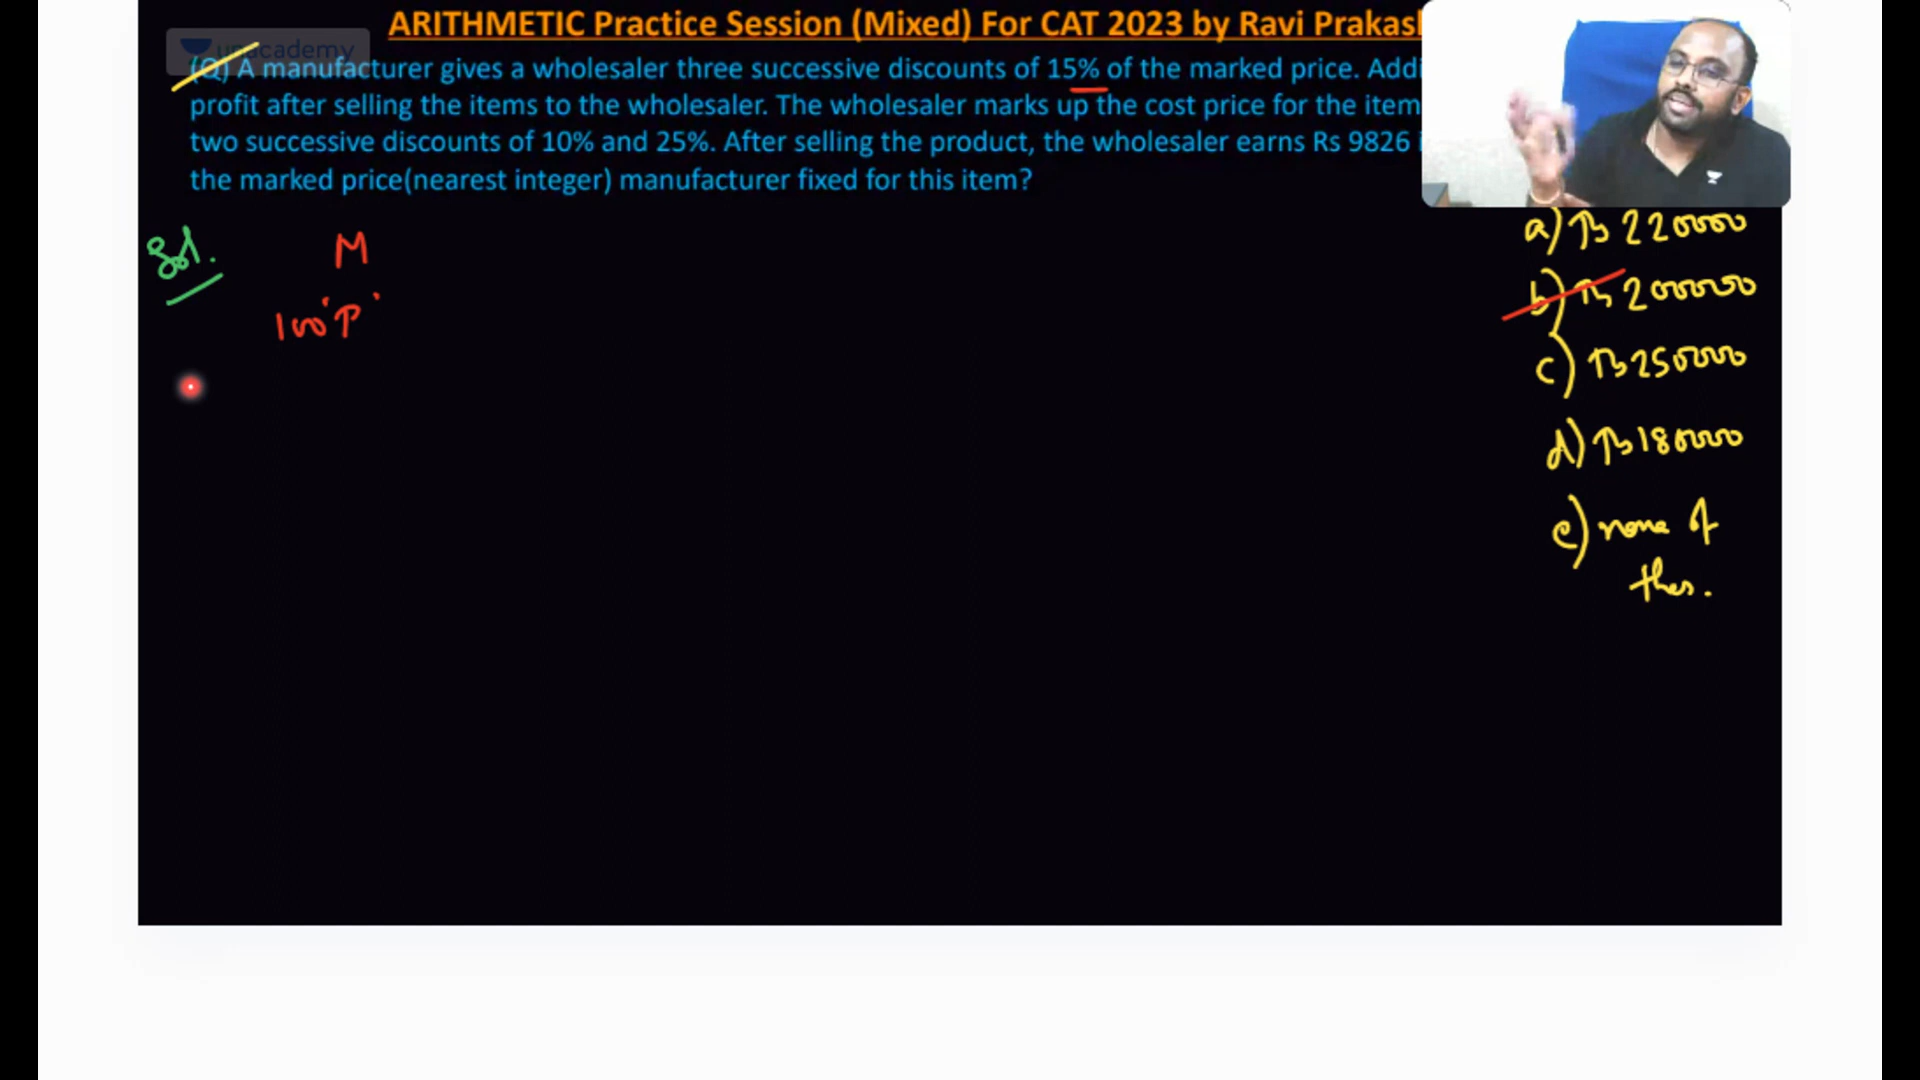 ARITHMETIC Practice Session (Mixed) For CAT 2023 by Ravi Prakash
unacademy
(Q) A manufacturer gives a wholesaler three successive discounts of 15% of the marked price. Addi
profit after selling the items to the wholesaler. The wholesaler marks up the cost price for the item
two successive discounts of 10% and 25%. After selling the product, the wholesaler earns Rs 9826
the marked price(nearest integer) manufacturer fixed for this item?
Sol.
M
100 P
a) Rs 220000
b) Rs 200000
c) Rs 250000
d) Rs 180000
e) none of
thes.